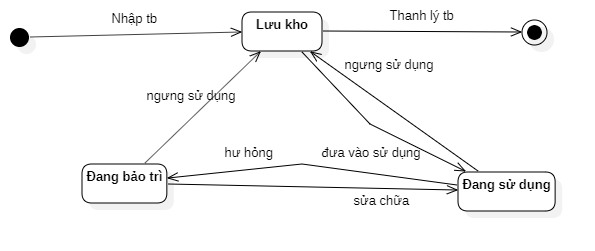 Nhập tb
Lưu kho
Thanh lý tb
ngưng sử dụng
ngưng sử dụng
hư hỏng
đưa vào sử dụng
Đang bảo trì
Đang sử dụng
sửa chữa